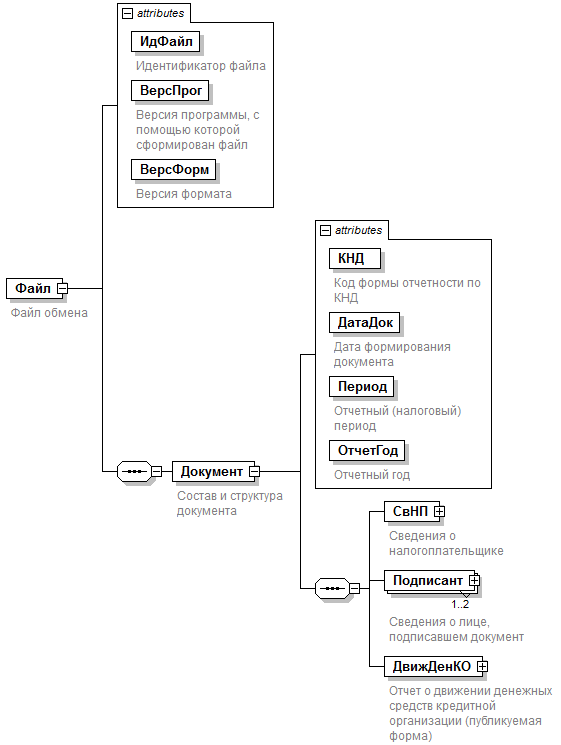 attributes
ИдФайл
Идентификатор файла
ВерсПрог
Версия программы, с
помощью которой
сформирован файл
ВерсФорм
Версия формата
Файл
Файл обмена
attributes
КНД
Код формы отчетности по
КНД
ДатаДок
Дата формирования
документа
Период
Отчетный (налоговый)
период
ОтчетГод
Отчетный год
Документ
Состав и структура
документа
СвНП
Сведения о
налогоплательщике
Подписант
1..2
Сведения о лице,
подписавшем документ
ДвижДенКО
Отчет о движении денежных
средств кредитной
организации (публикуемая
форма)